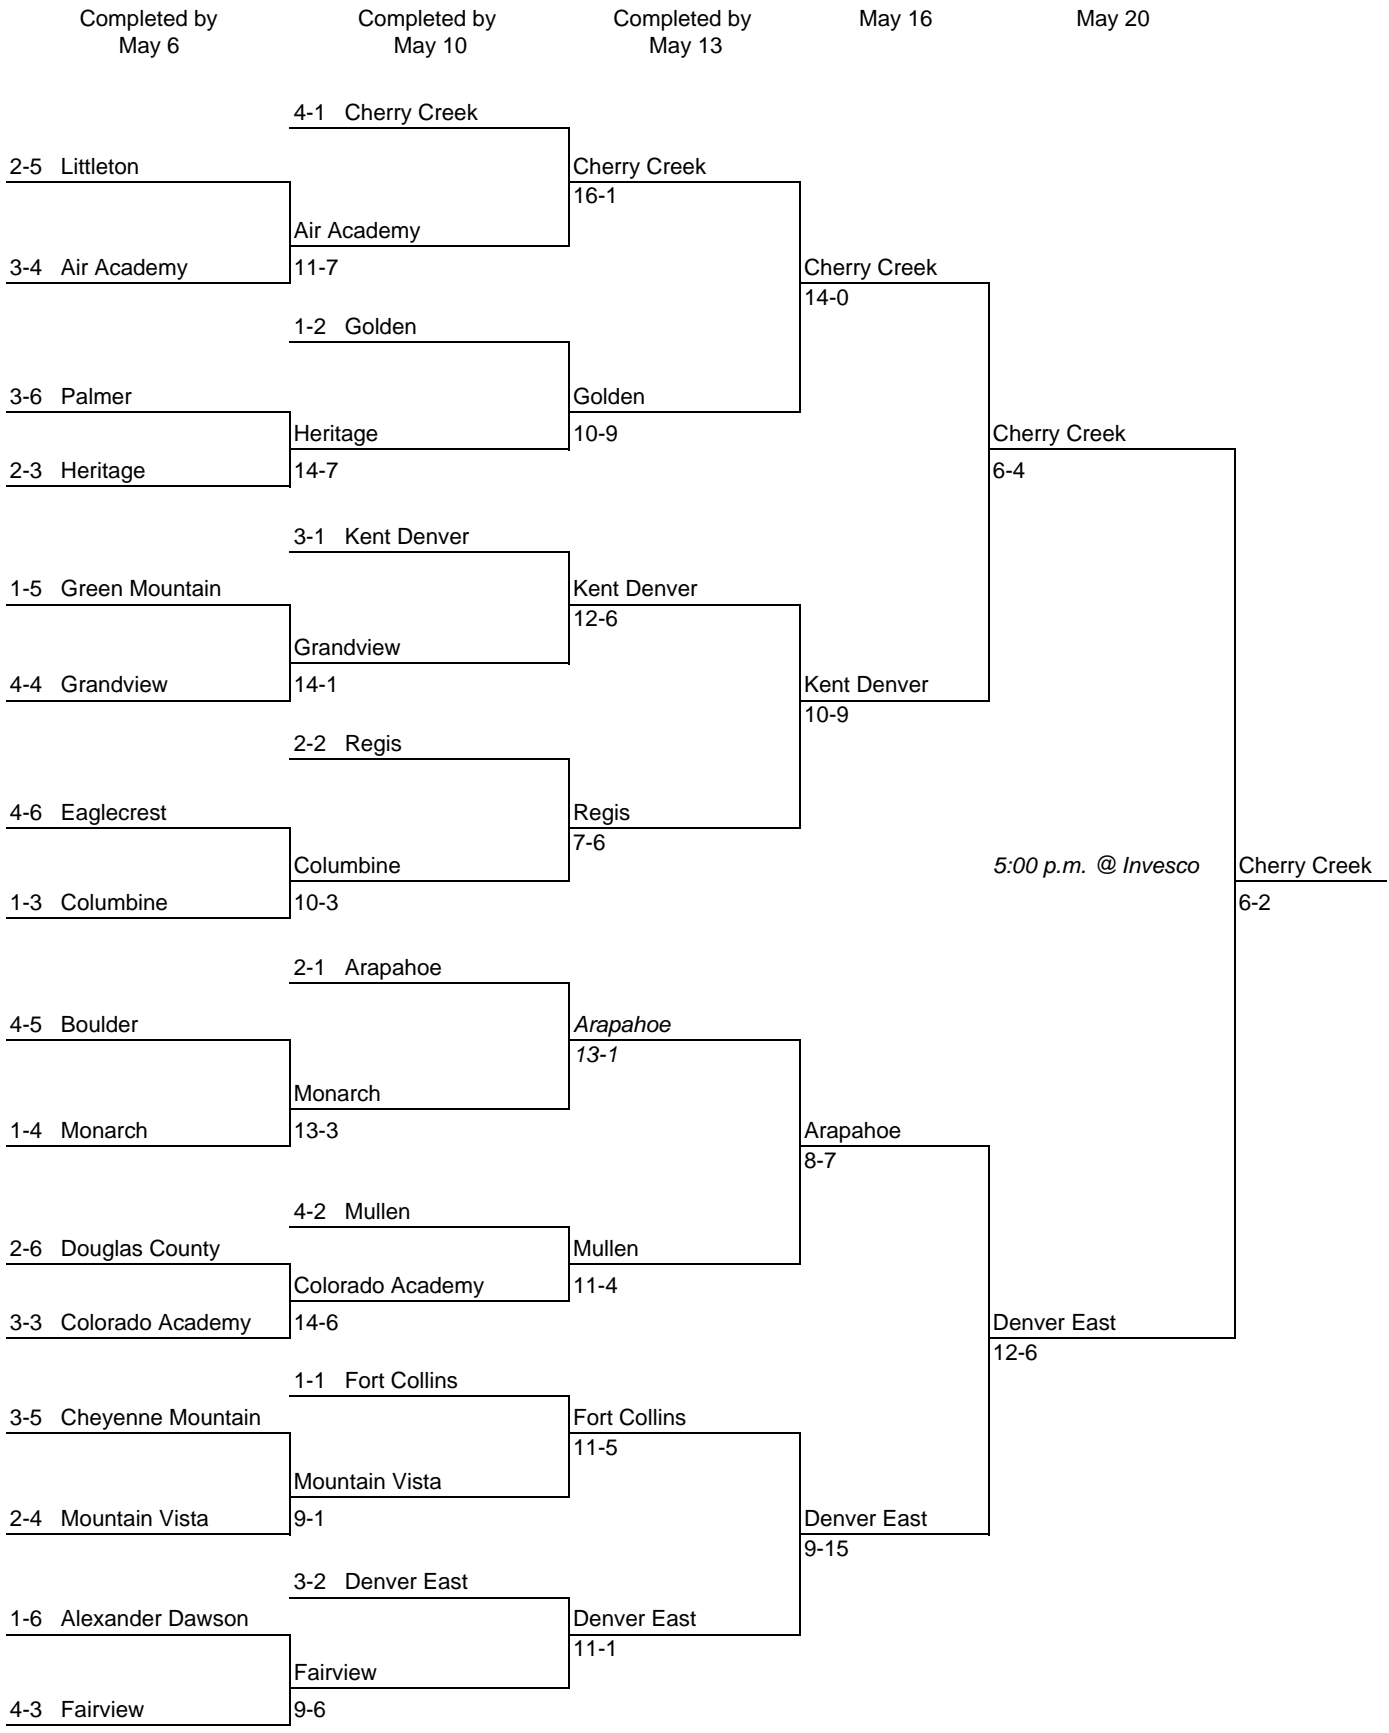 Completed by
May 6
Completed by
May 10
Completed by
May 13
May 16
May 20
4-1 Cherry Creek
2-5 Littleton
Cherry Creek
16-1
Air Academy
3-4 Air Academy
11-7
Cherry Creek
14-0
1-2 Golden
3-6 Palmer
Golden
Heritage
10-9
Cherry Creek
2-3 Heritage
14-7
6-4
3-1 Kent Denver
1-5 Green Mountain
Kent Denver
12-6
Grandview
4-4 Grandview
14-1
Kent Denver
10-9
2-2 Regis
4-6 Eaglecrest
Regis
7-6
Columbine
5:00 p.m. @ Invesco
Cherry Creek
1-3 Columbine
10-3
6-2
2-1 Arapahoe
4-5 Boulder
Arapahoe
13-1
Monarch
1-4 Monarch
13-3
Arapahoe
8-7
4-2 Mullen
2-6 Douglas County
Mullen
Colorado Academy
11-4
3-3 Colorado Academy
14-6
Denver East
12-6
1-1 Fort Collins
3-5 Cheyenne Mountain
Fort Collins
11-5
Mountain Vista
2-4 Mountain Vista
9-1
Denver East
9-15
3-2 Denver East
1-6 Alexander Dawson
Denver East
11-1
Fairview
4-3 Fairview
9-6